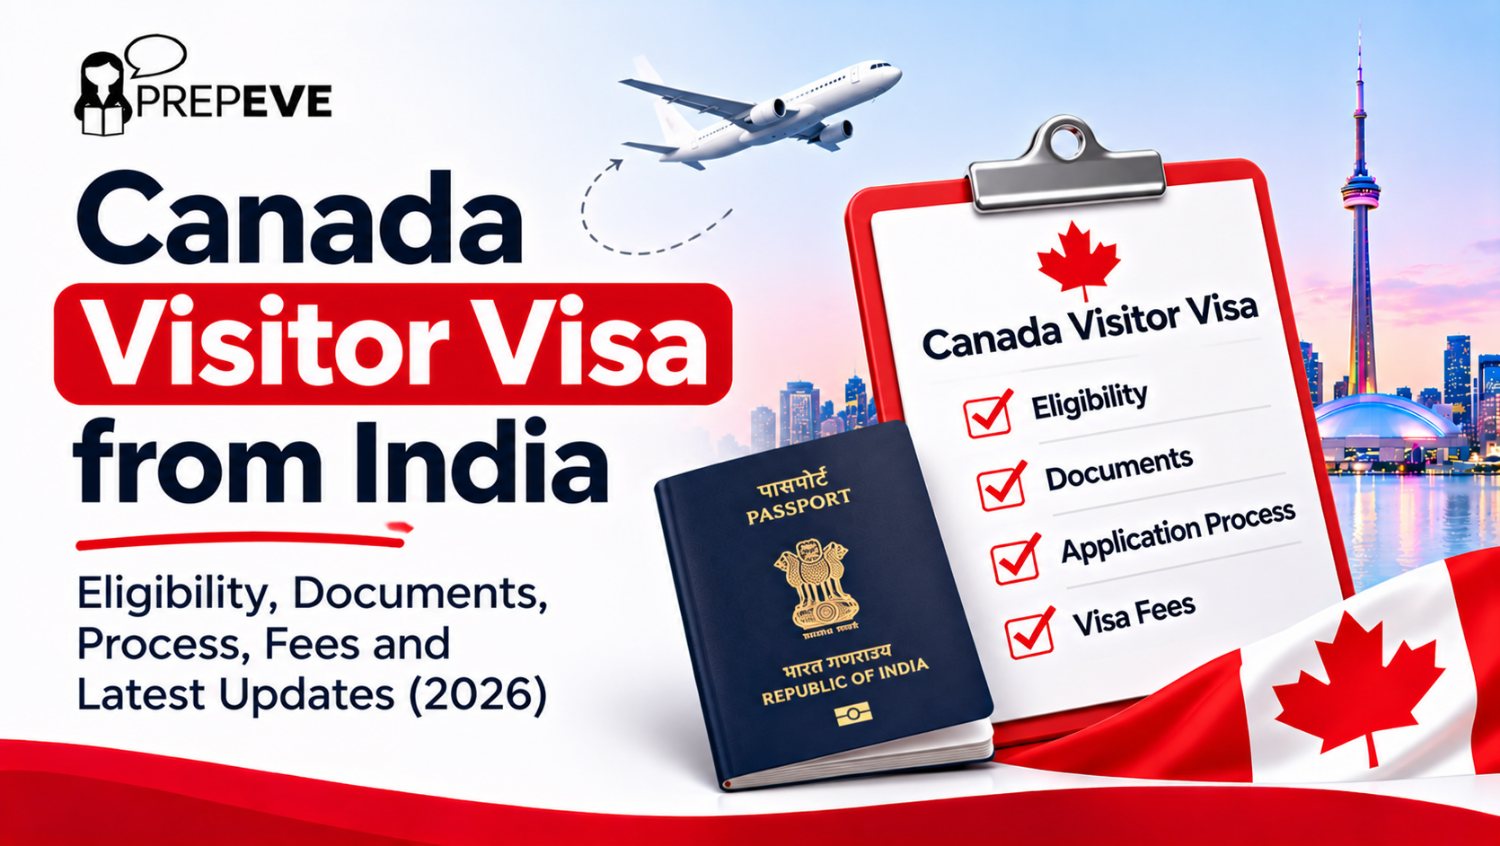 PREPEVE
Canada
Visitor Visa
from India
Eligibility, Documents,
Process, Fees and
Latest Updates (2026)
Canada Visitor Visa
Eligibility
Documents
Application Process
Visa Fees
पासपोर्ट
PASSPORT
भारत गणराउय
REPUBLIC OF INDIA